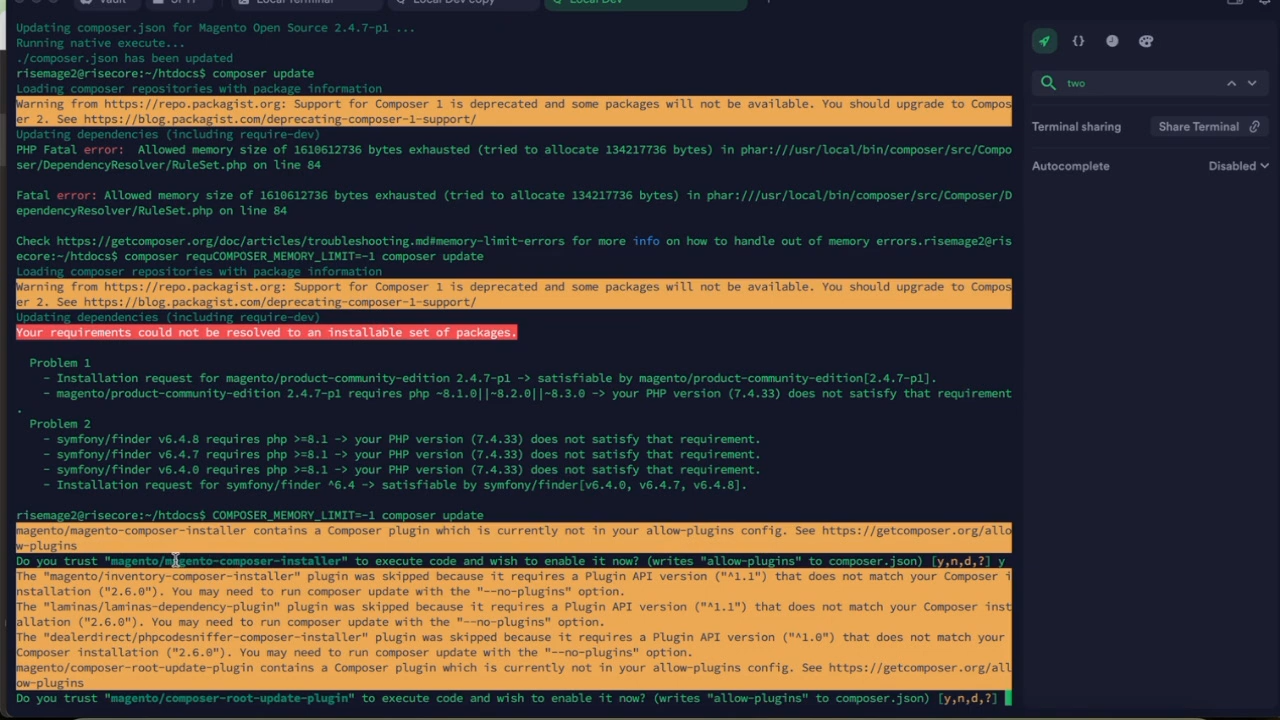 Vault
SFTP
Local Terminal
Local Dev copy
Local Dev
Updating composer.json for Magento Open Source 2.4.7-p1 ...
Running native execute...
./composer.json has been updated
risemage2@risecore:~/htdocs$ composer update
Loading composer repositories with package information
Warning from https://repo.packagist.org: Support for Composer 1 is deprecated and some packages will not be available. You should upgrade to Compos
er 2. See https://blog.packagist.com/deprecating-composer-1-support/
Updating dependencies (including require-dev)
PHP Fatal error:  Allowed memory size of 1610612736 bytes exhausted (tried to allocate 134217736 bytes) in phar:///usr/local/bin/composer/src/Compo
ser/DependencyResolver/RuleSet.php on line 84
Fatal error: Allowed memory size of 1610612736 bytes exhausted (tried to allocate 134217736 bytes) in phar:///usr/local/bin/composer/src/Composer/D
ependencyResolver/RuleSet.php on line 84
Check https://getcomposer.org/doc/articles/troubleshooting.md#memory-limit-errors for more info on how to handle out of memory errors.risemage2@ris
ecore:~/htdocs$ composer requCOMPOSER_MEMORY_LIMIT=-1 composer update
Loading composer repositories with package information
Warning from https://repo.packagist.org: Support for Composer 1 is deprecated and some packages will not be available. You should upgrade to Compos
er 2. See https://blog.packagist.com/deprecating-composer-1-support/
Updating dependencies (including require-dev)
Your requirements could not be resolved to an installable set of packages.
Problem 1
- Installation request for magento/product-community-edition 2.4.7-p1 -> satisfiable by magento/product-community-edition[2.4.7-p1].
- magento/product-community-edition 2.4.7-p1 requires php ~8.1.0||~8.2.0||~8.3.0 -> your PHP version (7.4.33) does not satisfy that requirement
.
Problem 2
- symfony/finder v6.4.8 requires php >=8.1 -> your PHP version (7.4.33) does not satisfy that requirement.
- symfony/finder v6.4.7 requires php >=8.1 -> your PHP version (7.4.33) does not satisfy that requirement.
- symfony/finder v6.4.0 requires php >=8.1 -> your PHP version (7.4.33) does not satisfy that requirement.
- Installation request for symfony/finder ^6.4 -> satisfiable by symfony/finder[v6.4.0, v6.4.7, v6.4.8].
risemage2@risecore:~/htdocs$ COMPOSER_MEMORY_LIMIT=-1 composer update
magento/magento-composer-installer contains a Composer plugin which is currently not in your allow-plugins config. See https://getcomposer.org/allo
w-plugins
Do you trust "magento/magento-composer-installer" to execute code and wish to enable it now? (writes "allow-plugins" to composer.json) [y,n,d,?] y
The "magento/inventory-composer-installer" plugin was skipped because it requires a Plugin API version ("^1.1") that does not match your Composer i
nstallation ("2.6.0"). You may need to run composer update with the "--no-plugins" option.
The "laminas/laminas-dependency-plugin" plugin was skipped because it requires a Plugin API version ("^1.1") that does not match your Composer inst
allation ("2.6.0"). You may need to run composer update with the "--no-plugins" option.
The "dealerdirect/phpcodesniffer-composer-installer" plugin was skipped because it requires a Plugin API version ("^1.0") that does not match your
Composer installation ("2.6.0"). You may need to run composer update with the "--no-plugins" option.
magento/composer-root-update-plugin contains a Composer plugin which is currently not in your allow-plugins config. See https://getcomposer.org/all
ow-plugins
Do you trust "magento/composer-root-update-plugin" to execute code and wish to enable it now? (writes "allow-plugins" to composer.json) [y,n,d,?]
{}
two
Terminal sharing
Share Terminal
Autocomplete
Disabled